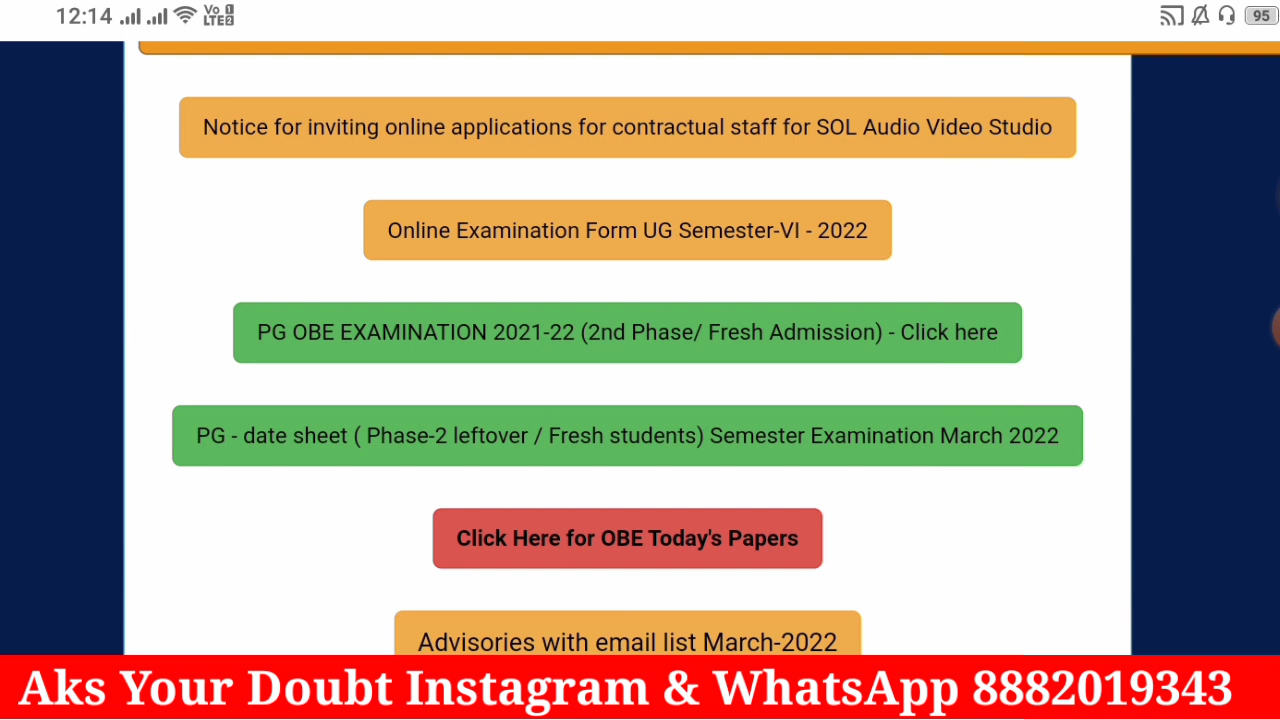 12:14 Vo 1 LTE2 95
Notice for inviting online applications for contractual staff for SOL Audio Video Studio
Online Examination Form UG Semester-VI - 2022
PG OBE EXAMINATION 2021-22 (2nd Phase/ Fresh Admission) - Click here
PG - date sheet ( Phase-2 leftover / Fresh students) Semester Examination March 2022
Click Here for OBE Today's Papers
Advisories with email list March-2022
Aks Your Doubt Instagram & WhatsApp 8882019343